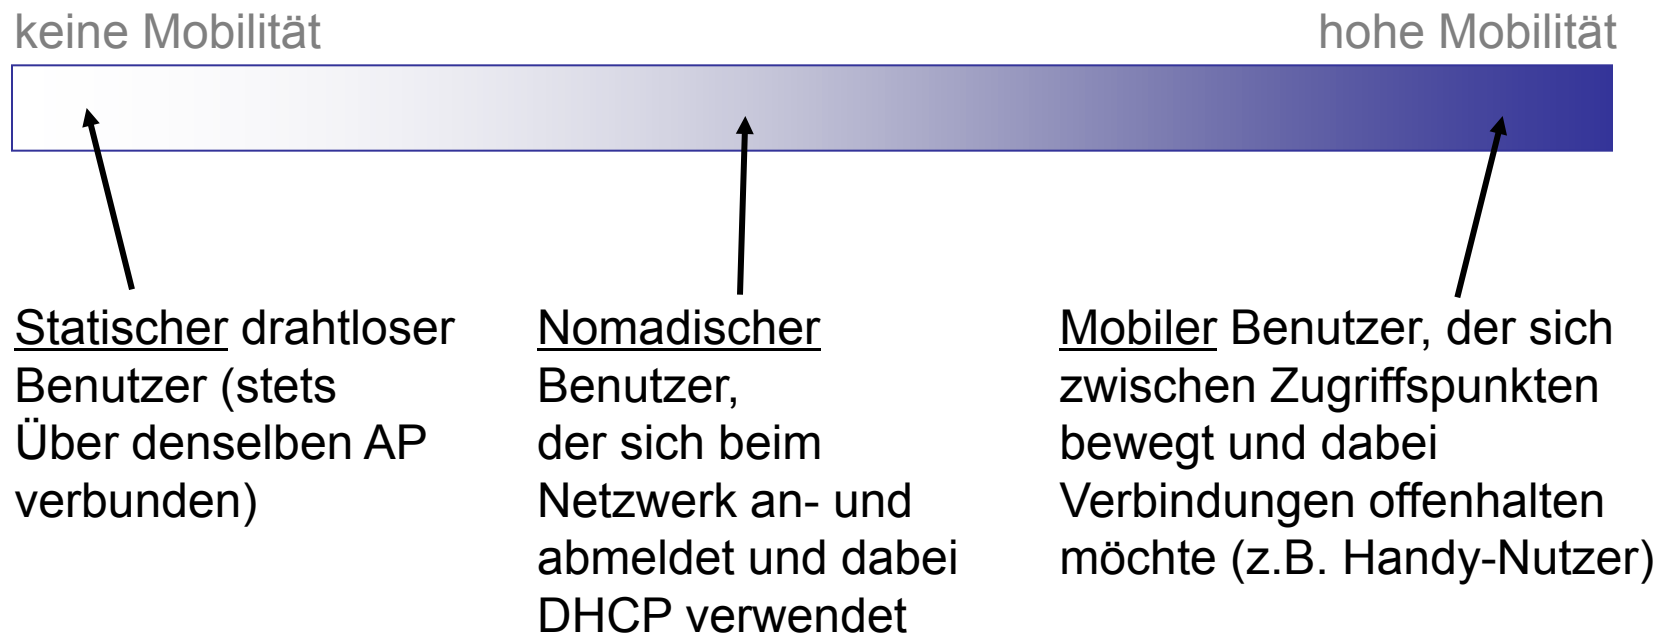 keine Mobilität
hohe Mobilität
Statischer drahtloser
Benutzer (stets
Über denselben AP
verbunden)
Nomadischer
Benutzer,
der sich beim
Netzwerk an- und
abmeldet und dabei
DHCP verwendet
Mobiler Benutzer, der sich
zwischen Zugriffspunkten
bewegt und dabei
Verbindungen offenhalten
möchte (z.B. Handy-Nutzer)